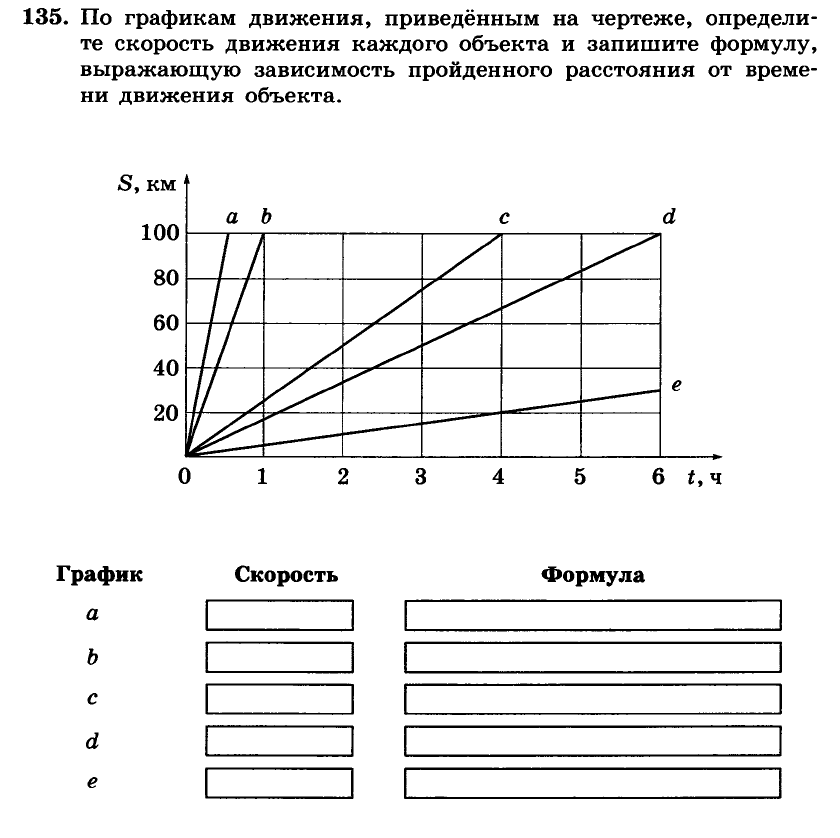 135. По графикам движения, приведённым на чертеже, определи-
те скорость движения каждого объекта и запишите формулу,
выражающую зависимость пройденного расстояния от време-
ни движения объекта.
S, км
a b c d
100
80
60
40
e
20
0 1 2 3 4 5 6 t, ч
График Скорость Формула
a
b
c
d
e